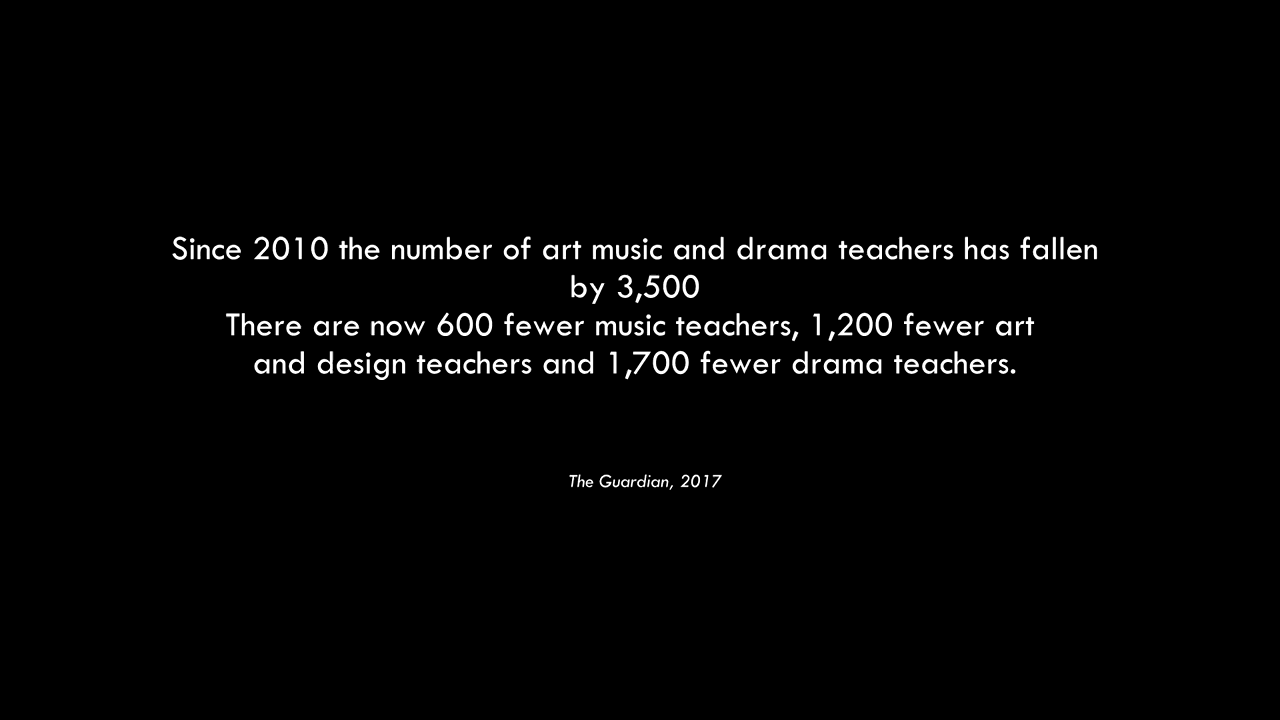 Since 2010 the number of art music and drama teachers has fallen
by 3,500
There are now 600 fewer music teachers, 1,200 fewer art
and design teachers and 1,700 fewer drama teachers.
The Guardian, 2017